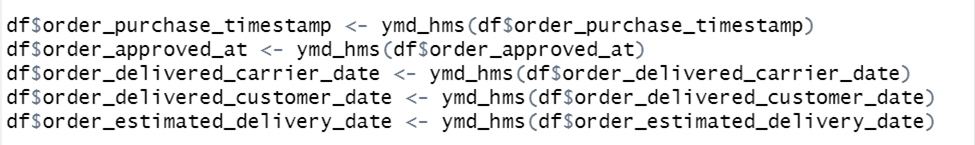 df$order_purchase_timestamp <- ymd_hms(df$order_purchase_timestamp)
df$order_approved_at <- ymd_hms(df$order_approved_at)
df$order_delivered_carrier_date <- ymd_hms(df$order_delivered_carrier_date)
df$order_delivered_customer_date <- ymd_hms(df$order_delivered_customer_date)
df$order_estimated_delivery_date <- ymd_hms(df$order_estimated_delivery_date)